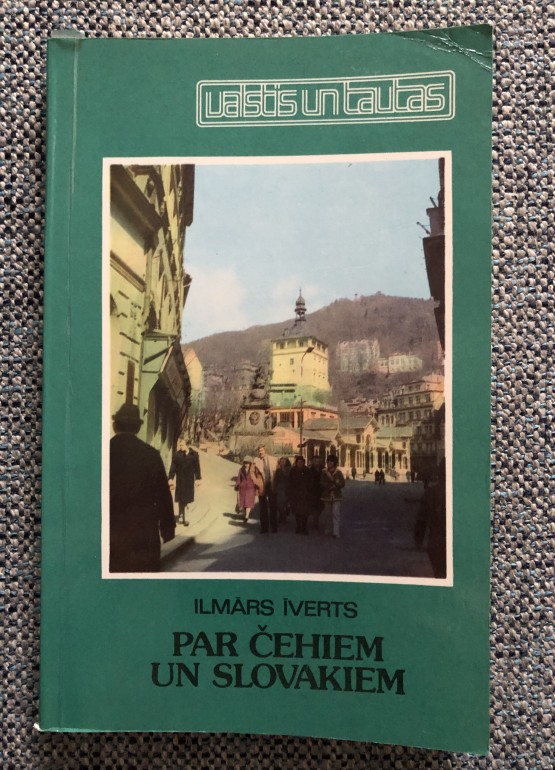 valstis un tautas
ILMĀRS ĪVERTS
PAR ČEHIEM
UN SLOVAKIEM